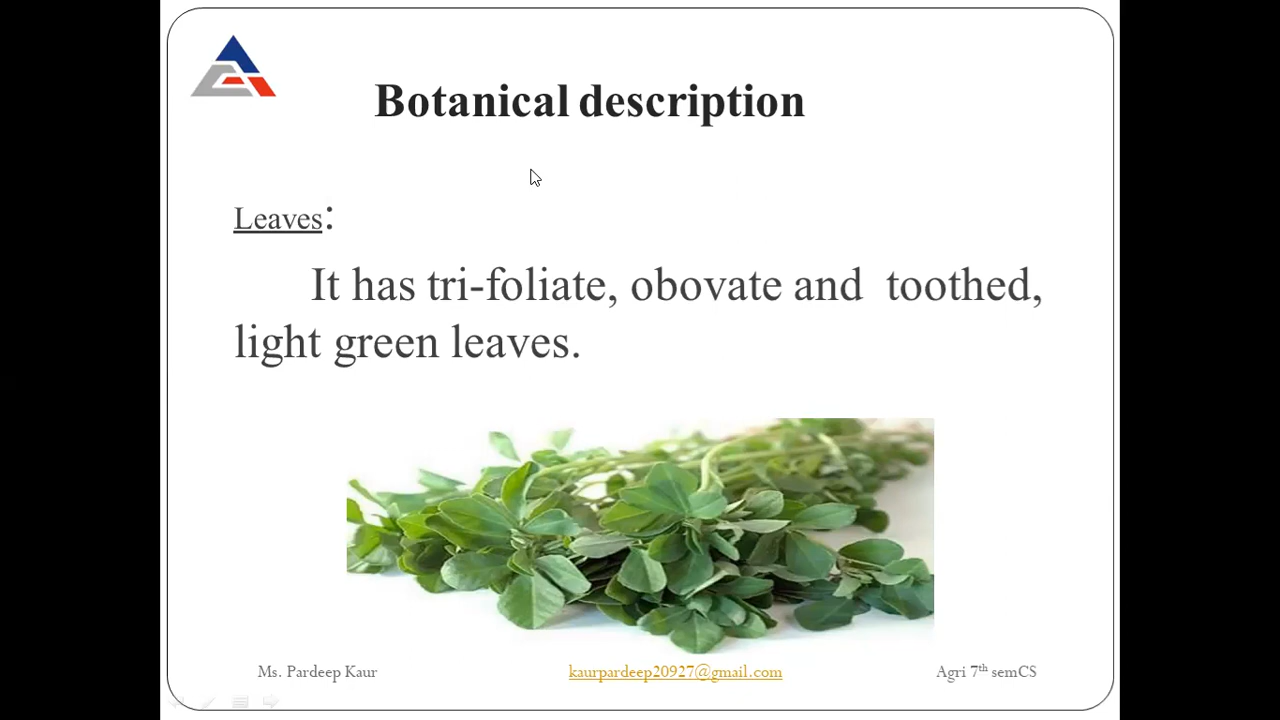 Botanical description
Leaves:
It has tri-foliate, obovate and toothed,
light green leaves.
Ms. Pardeep Kaur
kaurpardeep20927@gmail.com
Agri 7th semCS